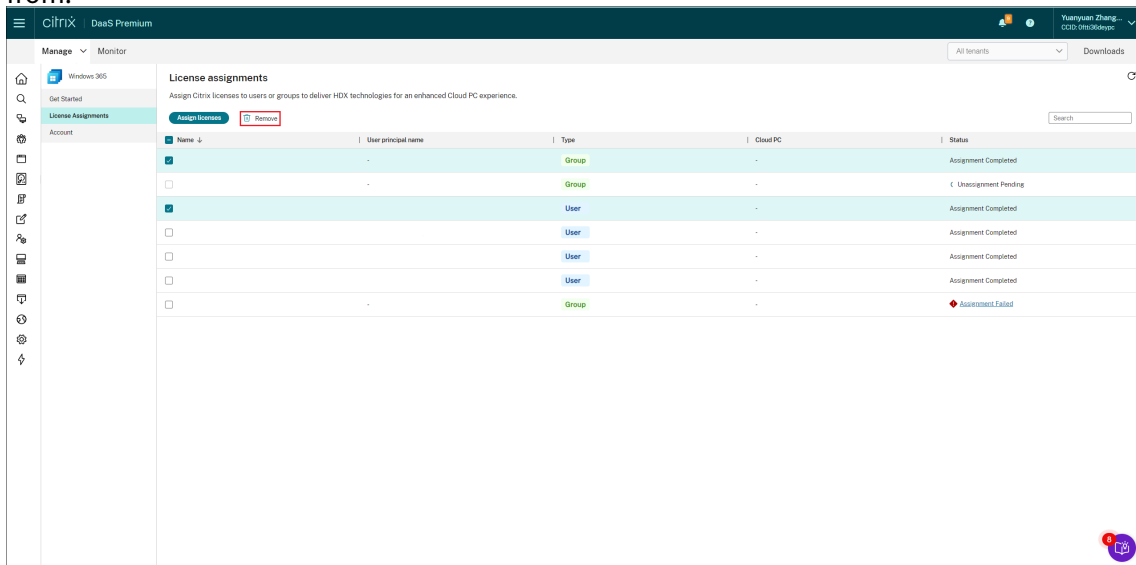 from.
citrix | DaaS Premium
Yuanyuan Zhang...
Manage Monitor
All tenants
Downloads
Windows 365
Get Started
License Assignments
Account
License assignments
Assign Citrix licenses to users or groups to deliver HDX technologies for an enhanced Cloud PC experience.
Assign licenses Remove
Search
Name User principal name Type Cloud PC Status
- Group - Assignment Completed
- Group - Unassignment Pending
User - Assignment Completed
User - Assignment Completed
User - Assignment Completed
User - Assignment Completed
- Group - Assignment Failed
8